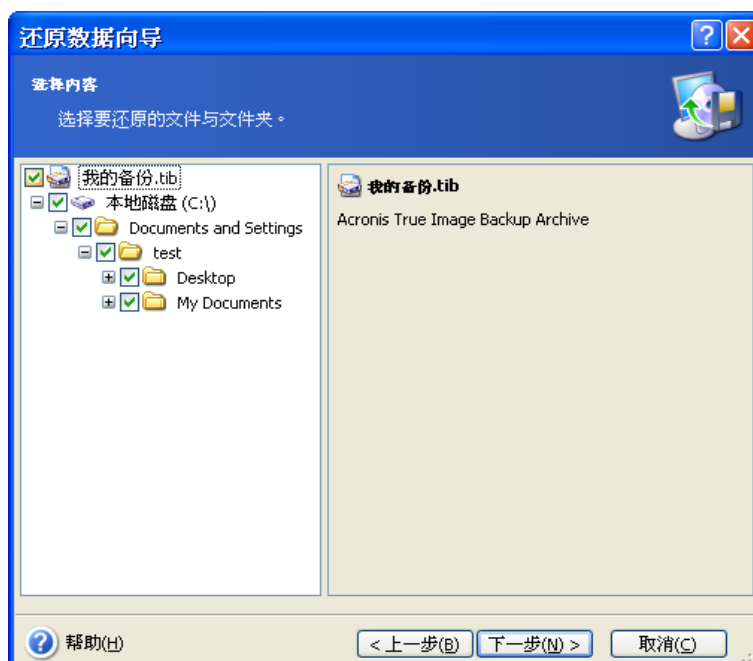 还原数据向导
选择内容
选择要还原的文件与文件夹。
我的备份.tib
本地磁盘 (C:\)
Documents and Settings
test
Desktop
My Documents
我的备份.tib
Acronis True Image Backup Archive
帮助(H)
< 上一步(B)
下一步(N) >
取消(C)